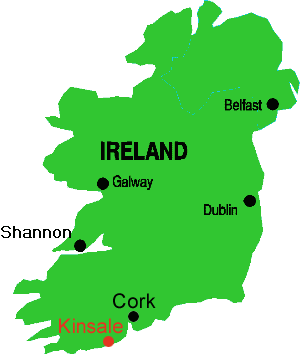 Belfast
IRELAND
Galway
Dublin
Shannon
Cork
Kinsale